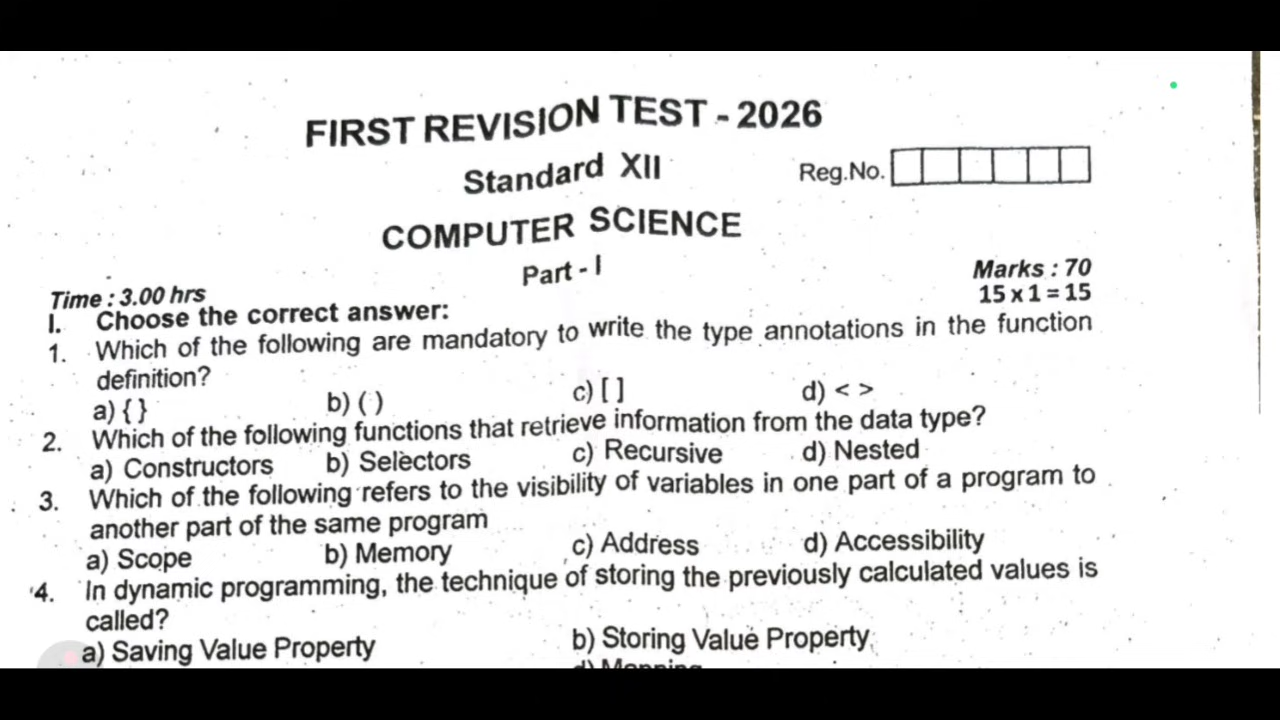 FIRST REVISION TEST - 2026
Standard XII
Reg.No.
COMPUTER SCIENCE
Part - I
Time : 3.00 hrs
Marks : 70
I. Choose the correct answer:
15 x 1 = 15
1. Which of the following are mandatory to write the type annotations in the function
definition?
a) { } b) ( ) c) [ ] d) < >
2. Which of the following functions that retrieve information from the data type?
a) Constructors b) Selectors c) Recursive d) Nested
3. Which of the following refers to the visibility of variables in one part of a program to
another part of the same program
a) Scope b) Memory c) Address d) Accessibility
4. In dynamic programming, the technique of storing the previously calculated values is
called?
a) Saving Value Property b) Storing Value Property